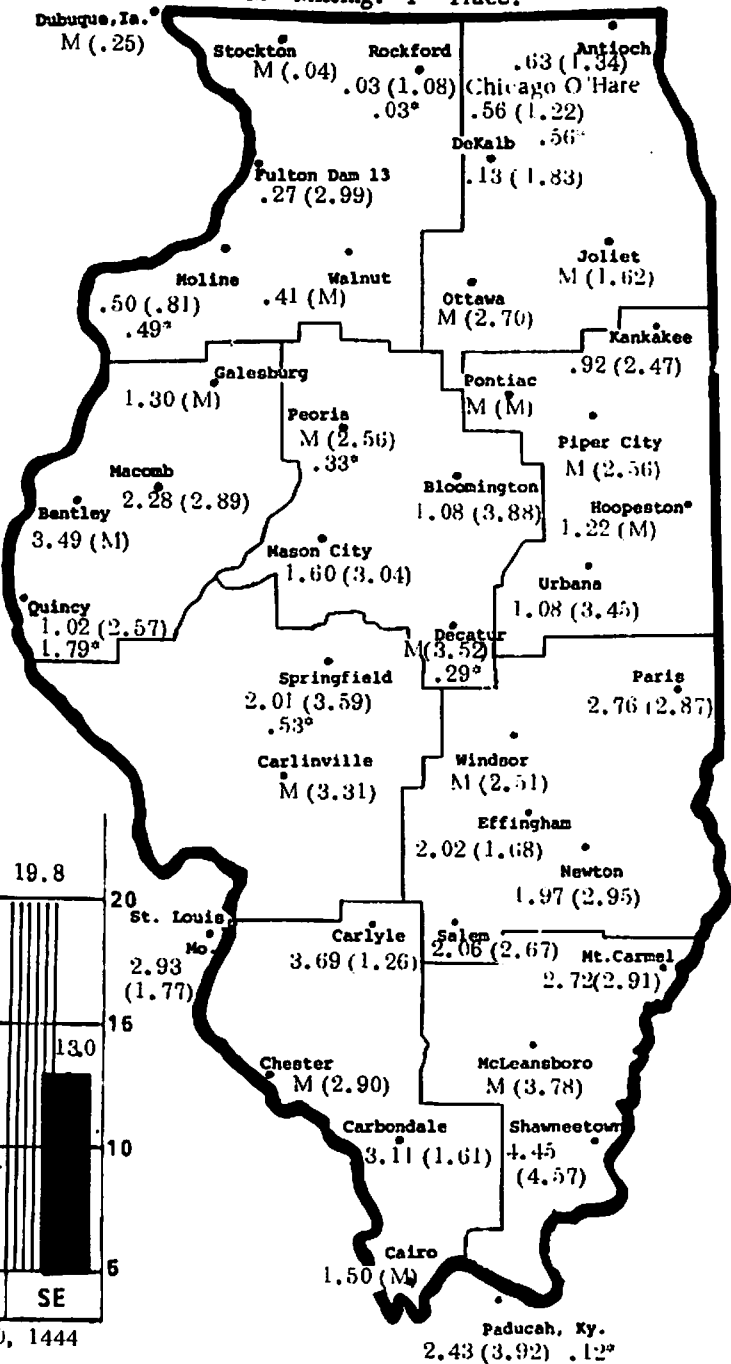 Dubuque,Ia.
M (.25)
Stockton
M (.04)
Rockford
.03 (1.08)
.03*
Antioch
.63 (1.34)
Chicago O'Hare
.56 (1.22)
.56*
DeKalb
.13 (1.83)
Fulton Dam 13
.27 (2.99)
Moline
.50 (.81)
.49*
Walnut
.41 (M)
Ottawa
M (2.70)
Joliet
M (1.62)
Kankakee
.92 (2.47)
Galesburg
1.30 (M)
Peoria
M (2.56)
.33*
Pontiac
M (M)
Piper City
M (2.56)
Macomb
2.28 (2.89)
Bentley
3.49 (M)
Bloomington
1.08 (3.88)
Hoopeston
1.22 (M)
Mason City
1.60 (3.04)
Urbana
1.08 (3.45)
Quincy
1.02 (2.57)
1.79*
Decatur
M(3.52)
.29*
Springfield
2.01 (3.59)
.53*
Paris
2.76 (2.87)
Carlinville
M (3.31)
Windsor
M (2.51)
Effingham
2.02 (1.68)
Newton
1.97 (2.95)
St. Louis
Mo.
2.93
(1.77)
Carlyle
3.69 (1.26)
Salem
2.06 (2.67)
Mt.Carmel
2.72(2.91)
Chester
M (2.90)
McLeansboro
M (3.78)
Carbondale
3.11 (1.61)
Shawneetown
4.45
(4.57)
Cairo
1.50 (M)
Paducah, Ky.
2.43 (3.92) .12*
19.8
20
15
13.0
10
5
SE
1444